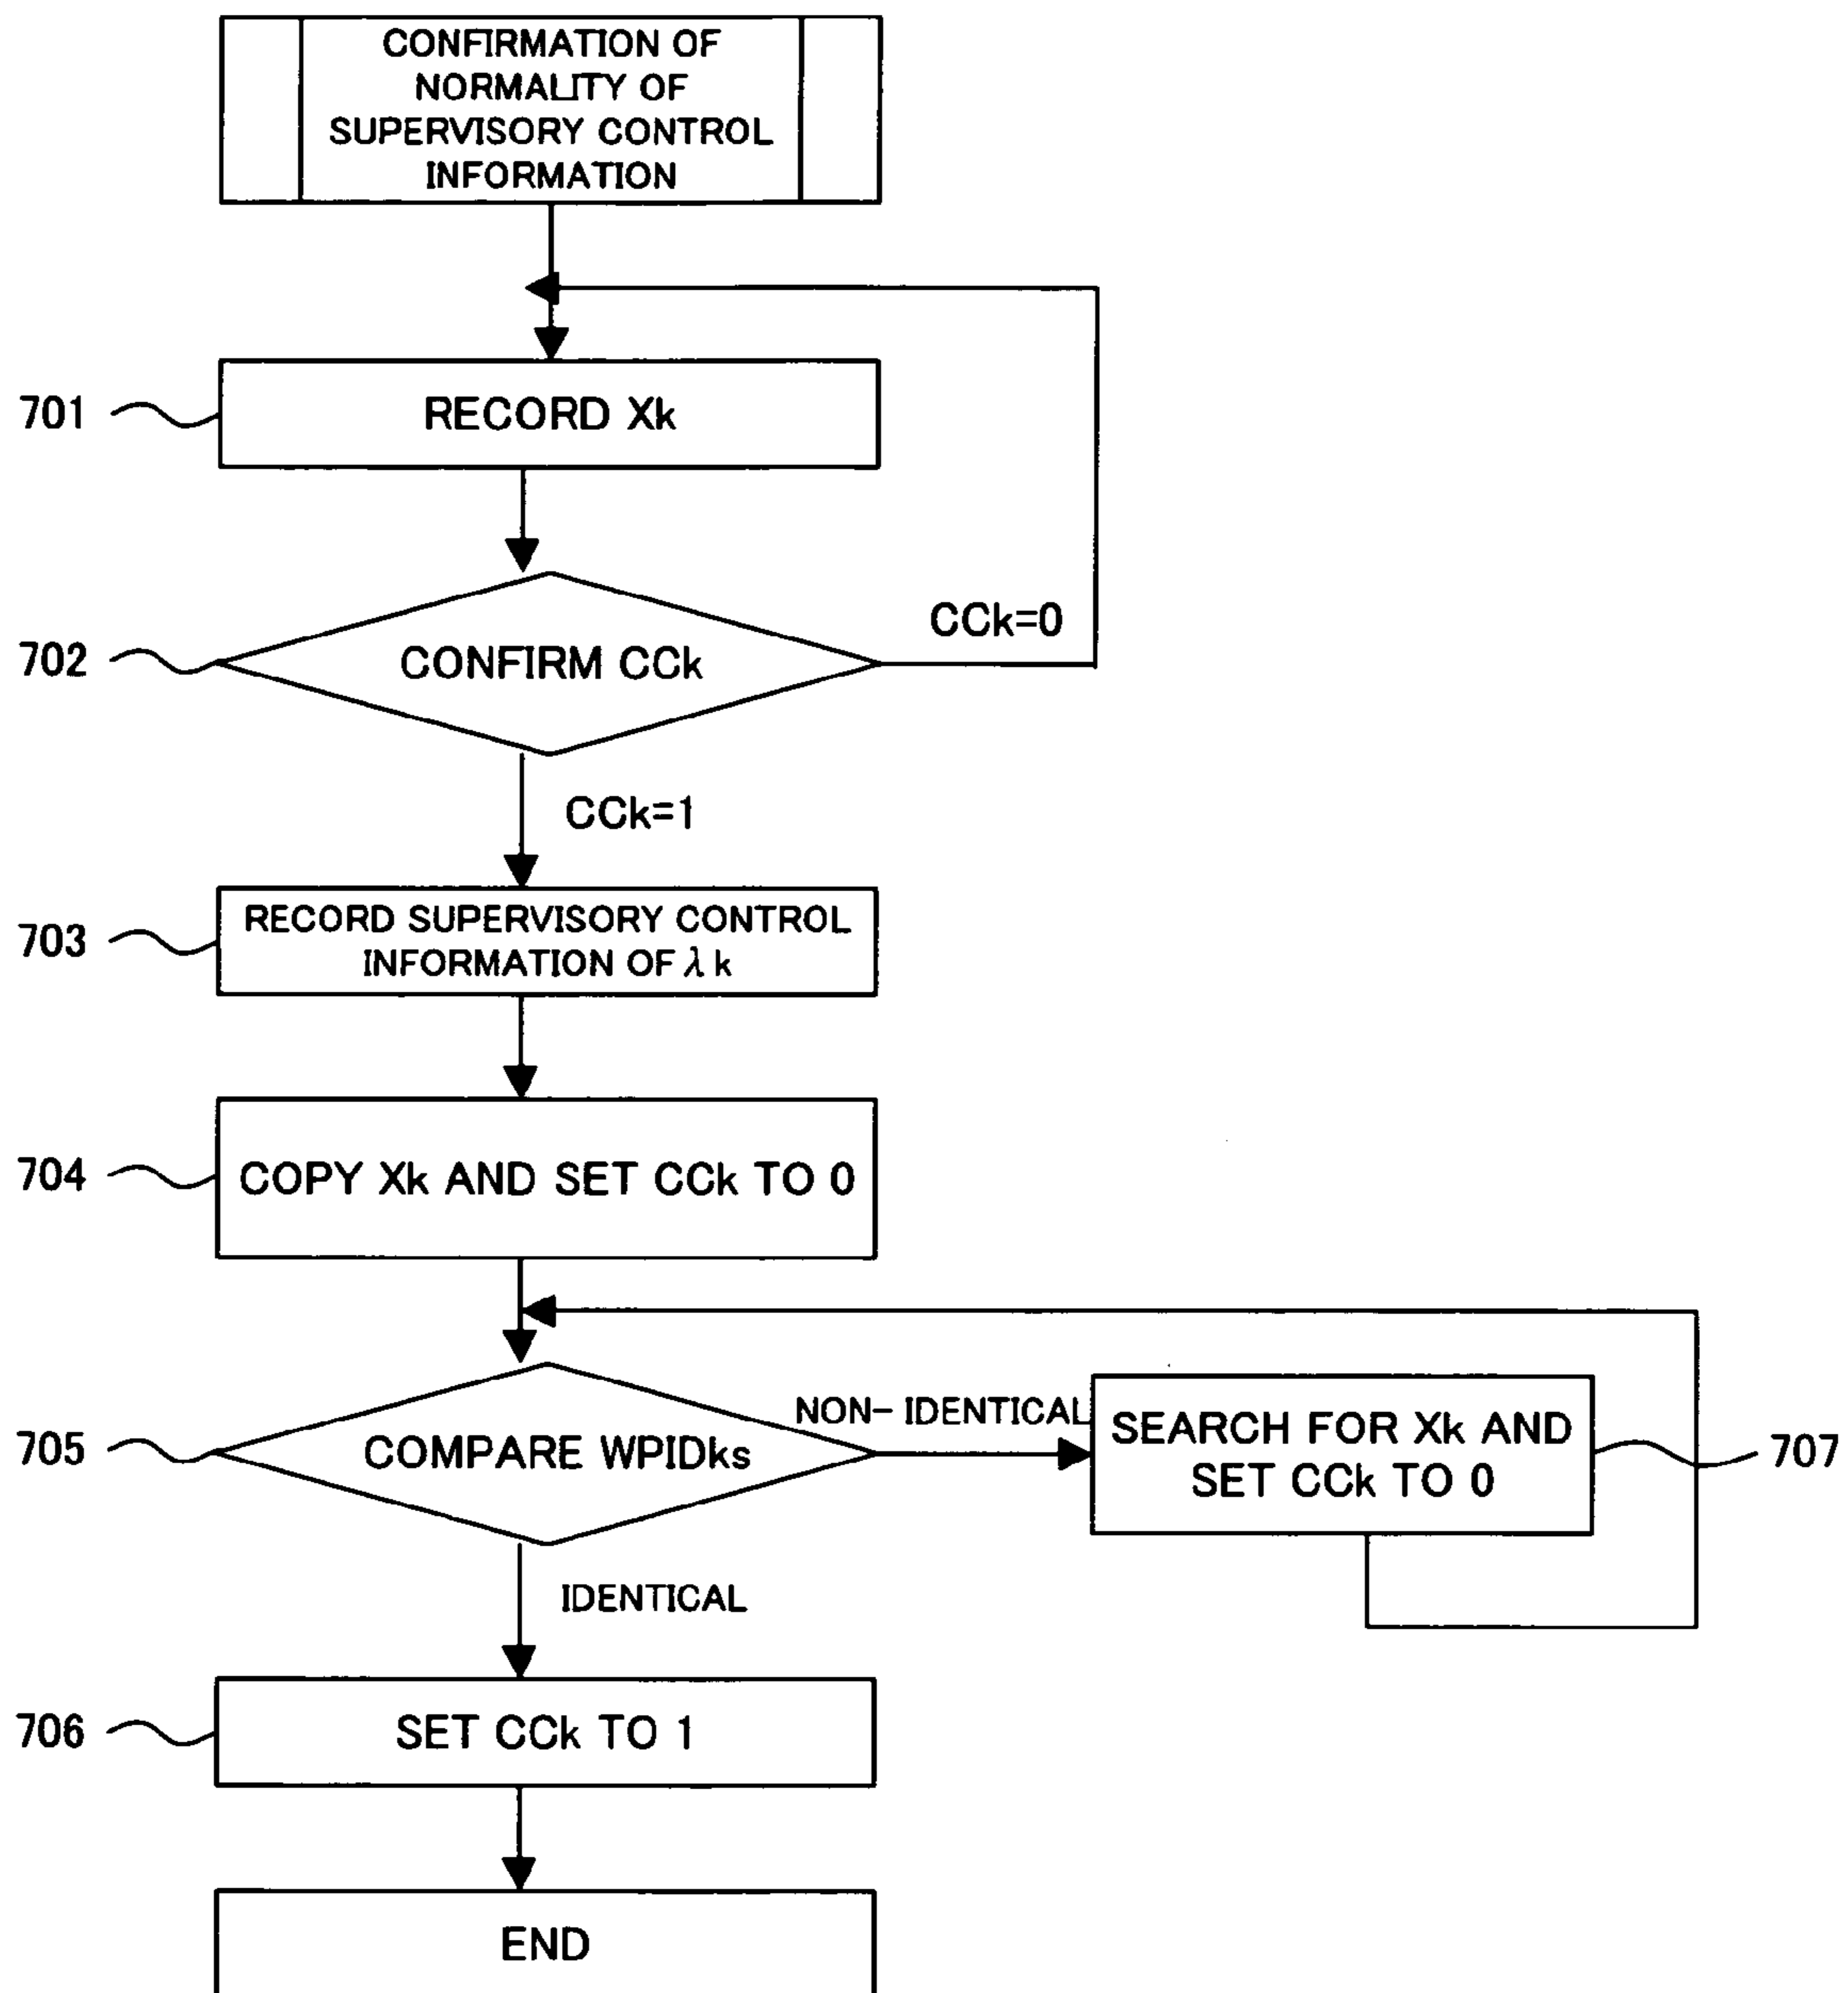 CONFIRMATION OF
NORMALITY OF
SUPERVISORY CONTROL
INFORMATION
701
RECORD Xk
702
CONFIRM CCk
CCk=0
CCk=1
703
RECORD SUPERVISORY CONTROL
INFORMATION OF λk
704
COPY Xk AND SET CCk TO 0
705
COMPARE WPIDks
NON-IDENTICAL
SEARCH FOR Xk AND
SET CCk TO 0
707
IDENTICAL
706
SET CCk TO 1
END